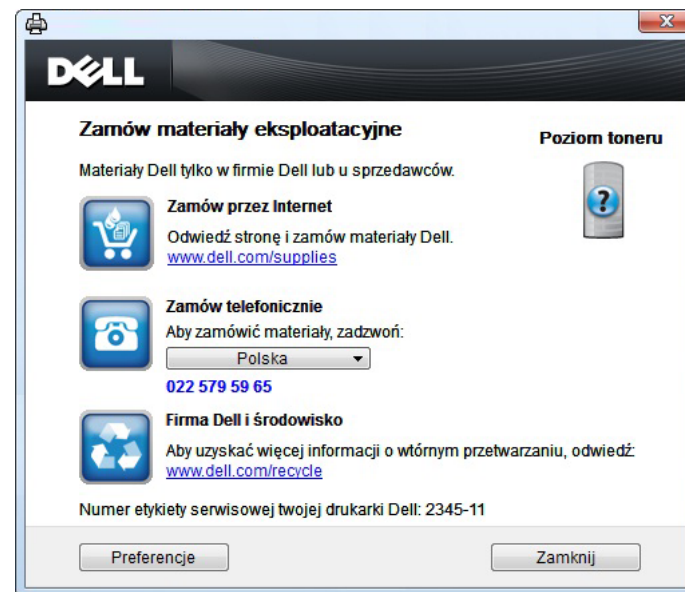 DELL
Zamów materiały eksploatacyjne
Poziom toneru
Materiały Dell tylko w firmie Dell lub u sprzedawców.
Zamów przez Internet
Odwiedź stronę i zamów materiały Dell.
www.dell.com/supplies
Zamów telefonicznie
Aby zamówić materiały, zadzwoń:
Polska
022 579 59 65
Firma Dell i środowisko
Aby uzyskać więcej informacji o wtórnym przetwarzaniu, odwiedź:
www.dell.com/recycle
Numer etykiety serwisowej twojej drukarki Dell: 2345-11
Preferencje
Zamknij